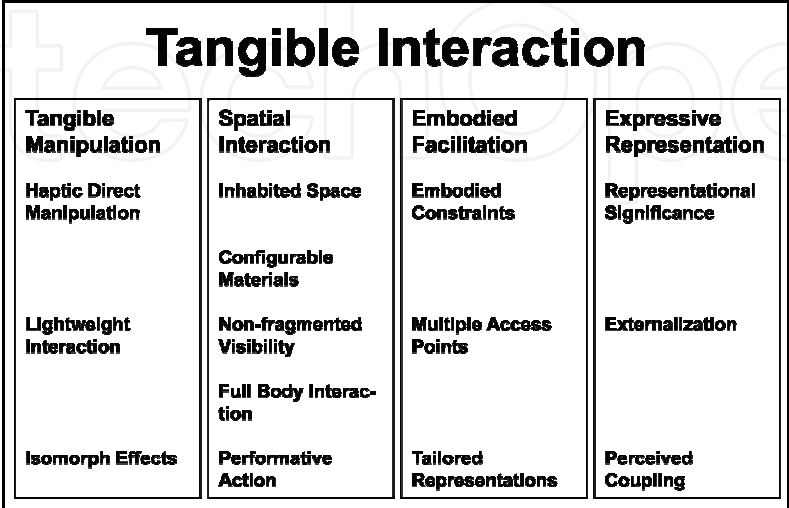 Tangible Interaction
Tangible
Manipulation
Haptic Direct
Manipulation
Lightweight
Interaction
Isomorph Effects
Spatial
Interaction
Inhabited Space
Configurable
Materials
Non-fragmented
Visibility
Full Body Interac-
tion
Performative
Action
Embodied
Facilitation
Embodied
Constraints
Multiple Access
Points
Tailored
Representations
Expressive
Representation
Representational
Significance
Externalization
Perceived
Coupling